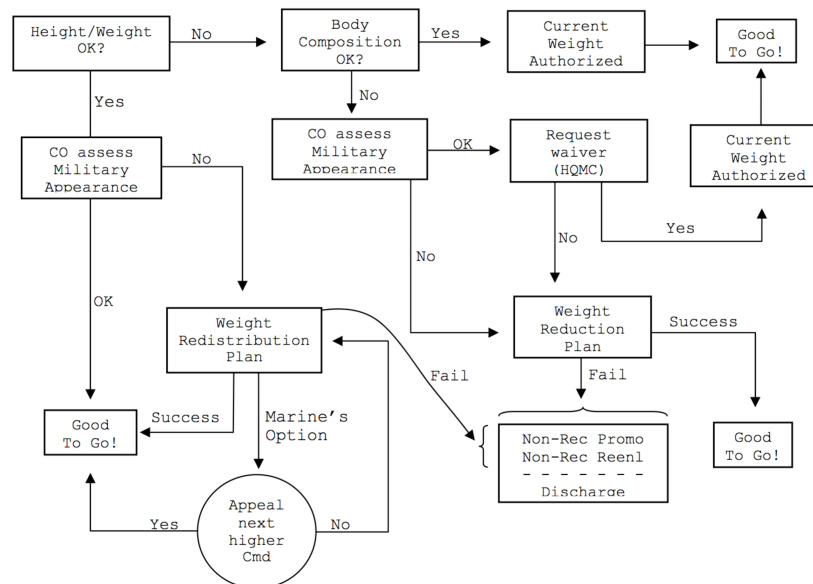 Height/Weight
OK?
No
Body
Composition
OK?
Yes
Current
Weight
Authorized
Good
To Go!
Yes
No
CO assess
Military
Appearance
No
CO assess
Military
Appearance
OK
Request
waiver
(HQMC)
Current
Weight
Authorized
No
No
Yes
OK
Weight
Redistribution
Plan
Weight
Reduction
Plan
Success
Fail
Fail
Good
To Go!
Success
Marine's
Option
Non-Rec Promo
Non-Rec Reenl
- - - - - - -
Discharge
Good
To Go!
Appeal
next
higher
Cmd
Yes
No